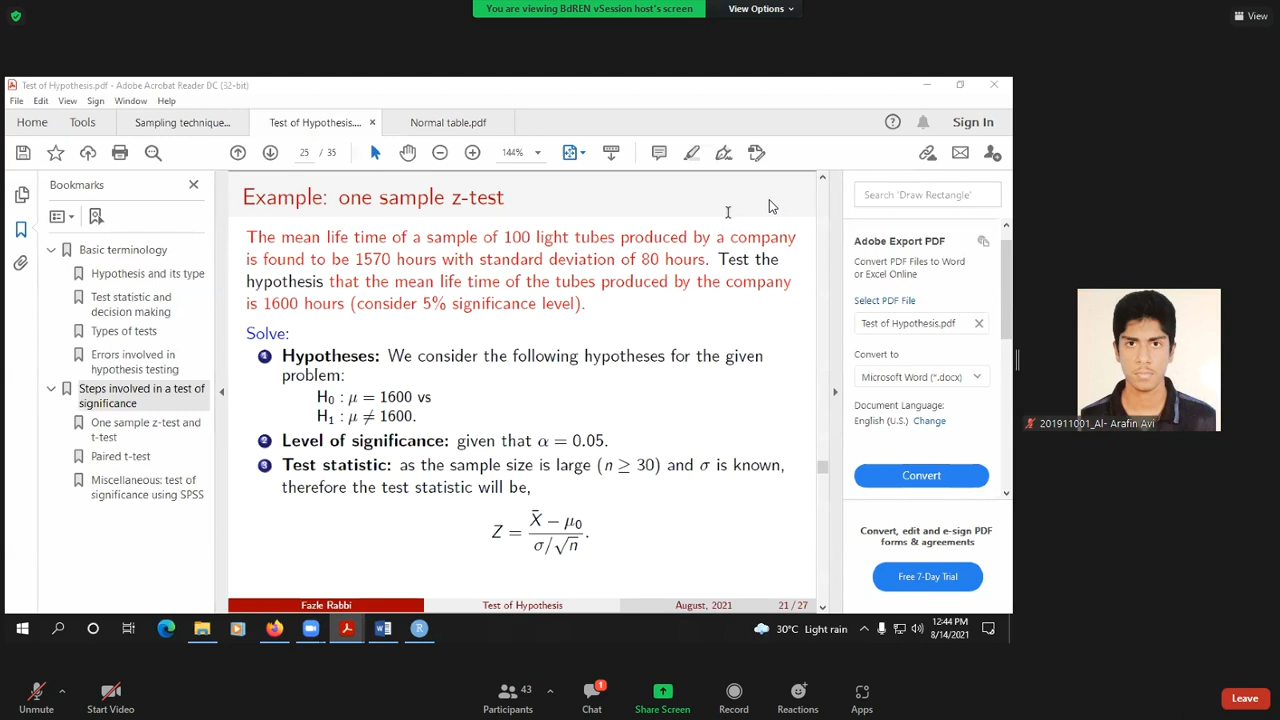 You are viewing BdREN vSession host's screen
View Options
View
Test of Hypothesis.pdf - Adobe Acrobat Reader DC (32-bit)
File Edit View Sign Window Help
Home Tools Sampling technique... Test of Hypothesis.... × Normal table.pdf Sign In
25 / 35 144%
Bookmarks
Basic terminology
Hypothesis and its type
Test statistic and
decision making
Types of tests
Errors involved in
hypothesis testing
Steps involved in a test of
significance
One sample z-test and
t-test
Paired t-test
Miscellaneous: test of
significance using SPSS
Example: one sample z-test
The mean life time of a sample of 100 light tubes produced by a company
is found to be 1570 hours with standard deviation of 80 hours. Test the
hypothesis that the mean life time of the tubes produced by the company
is 1600 hours (consider 5% significance level).
Solve:
1 Hypotheses: We consider the following hypotheses for the given
problem:
H0 : μ = 1600 vs
H1 : μ ≠ 1600.
2 Level of significance: given that α = 0.05.
3 Test statistic: as the sample size is large (n ≥ 30) and σ is known,
therefore the test statistic will be,
Z = (X̄ − μ0) / (σ/√n).
Fazle Rabbi Test of Hypothesis August, 2021 21 / 27
Search 'Draw Rectangle'
Adobe Export PDF
Convert PDF Files to Word
or Excel Online
Select PDF File
Test of Hypothesis.pdf
Convert to
Microsoft Word (*.docx)
Document Language:
English (U.S.) Change
Convert
Convert, edit and e-sign PDF
forms & agreements
Free 7-Day Trial
201911001_Al- Arafin Avi
30°C Light rain
12:44 PM
8/14/2021
Unmute
Start Video
43
Participants
1
Chat
Share Screen
Record
Reactions
Apps
Leave